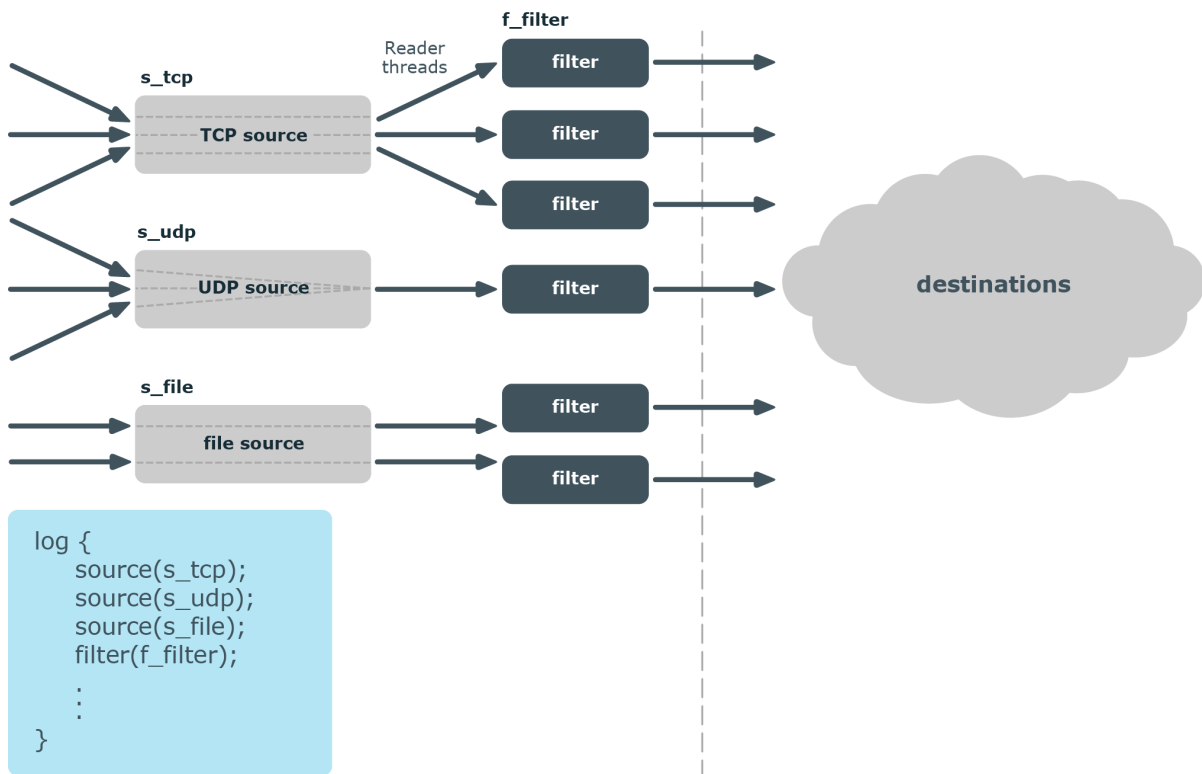 f_filter
Reader
threads
filter
s_tcp
TCP source
filter
filter
s_udp
UDP source
filter
destinations
s_file
file source
filter
filter
log {
source(s_tcp);
source(s_udp);
source(s_file);
filter(f_filter);
.
.
.
}